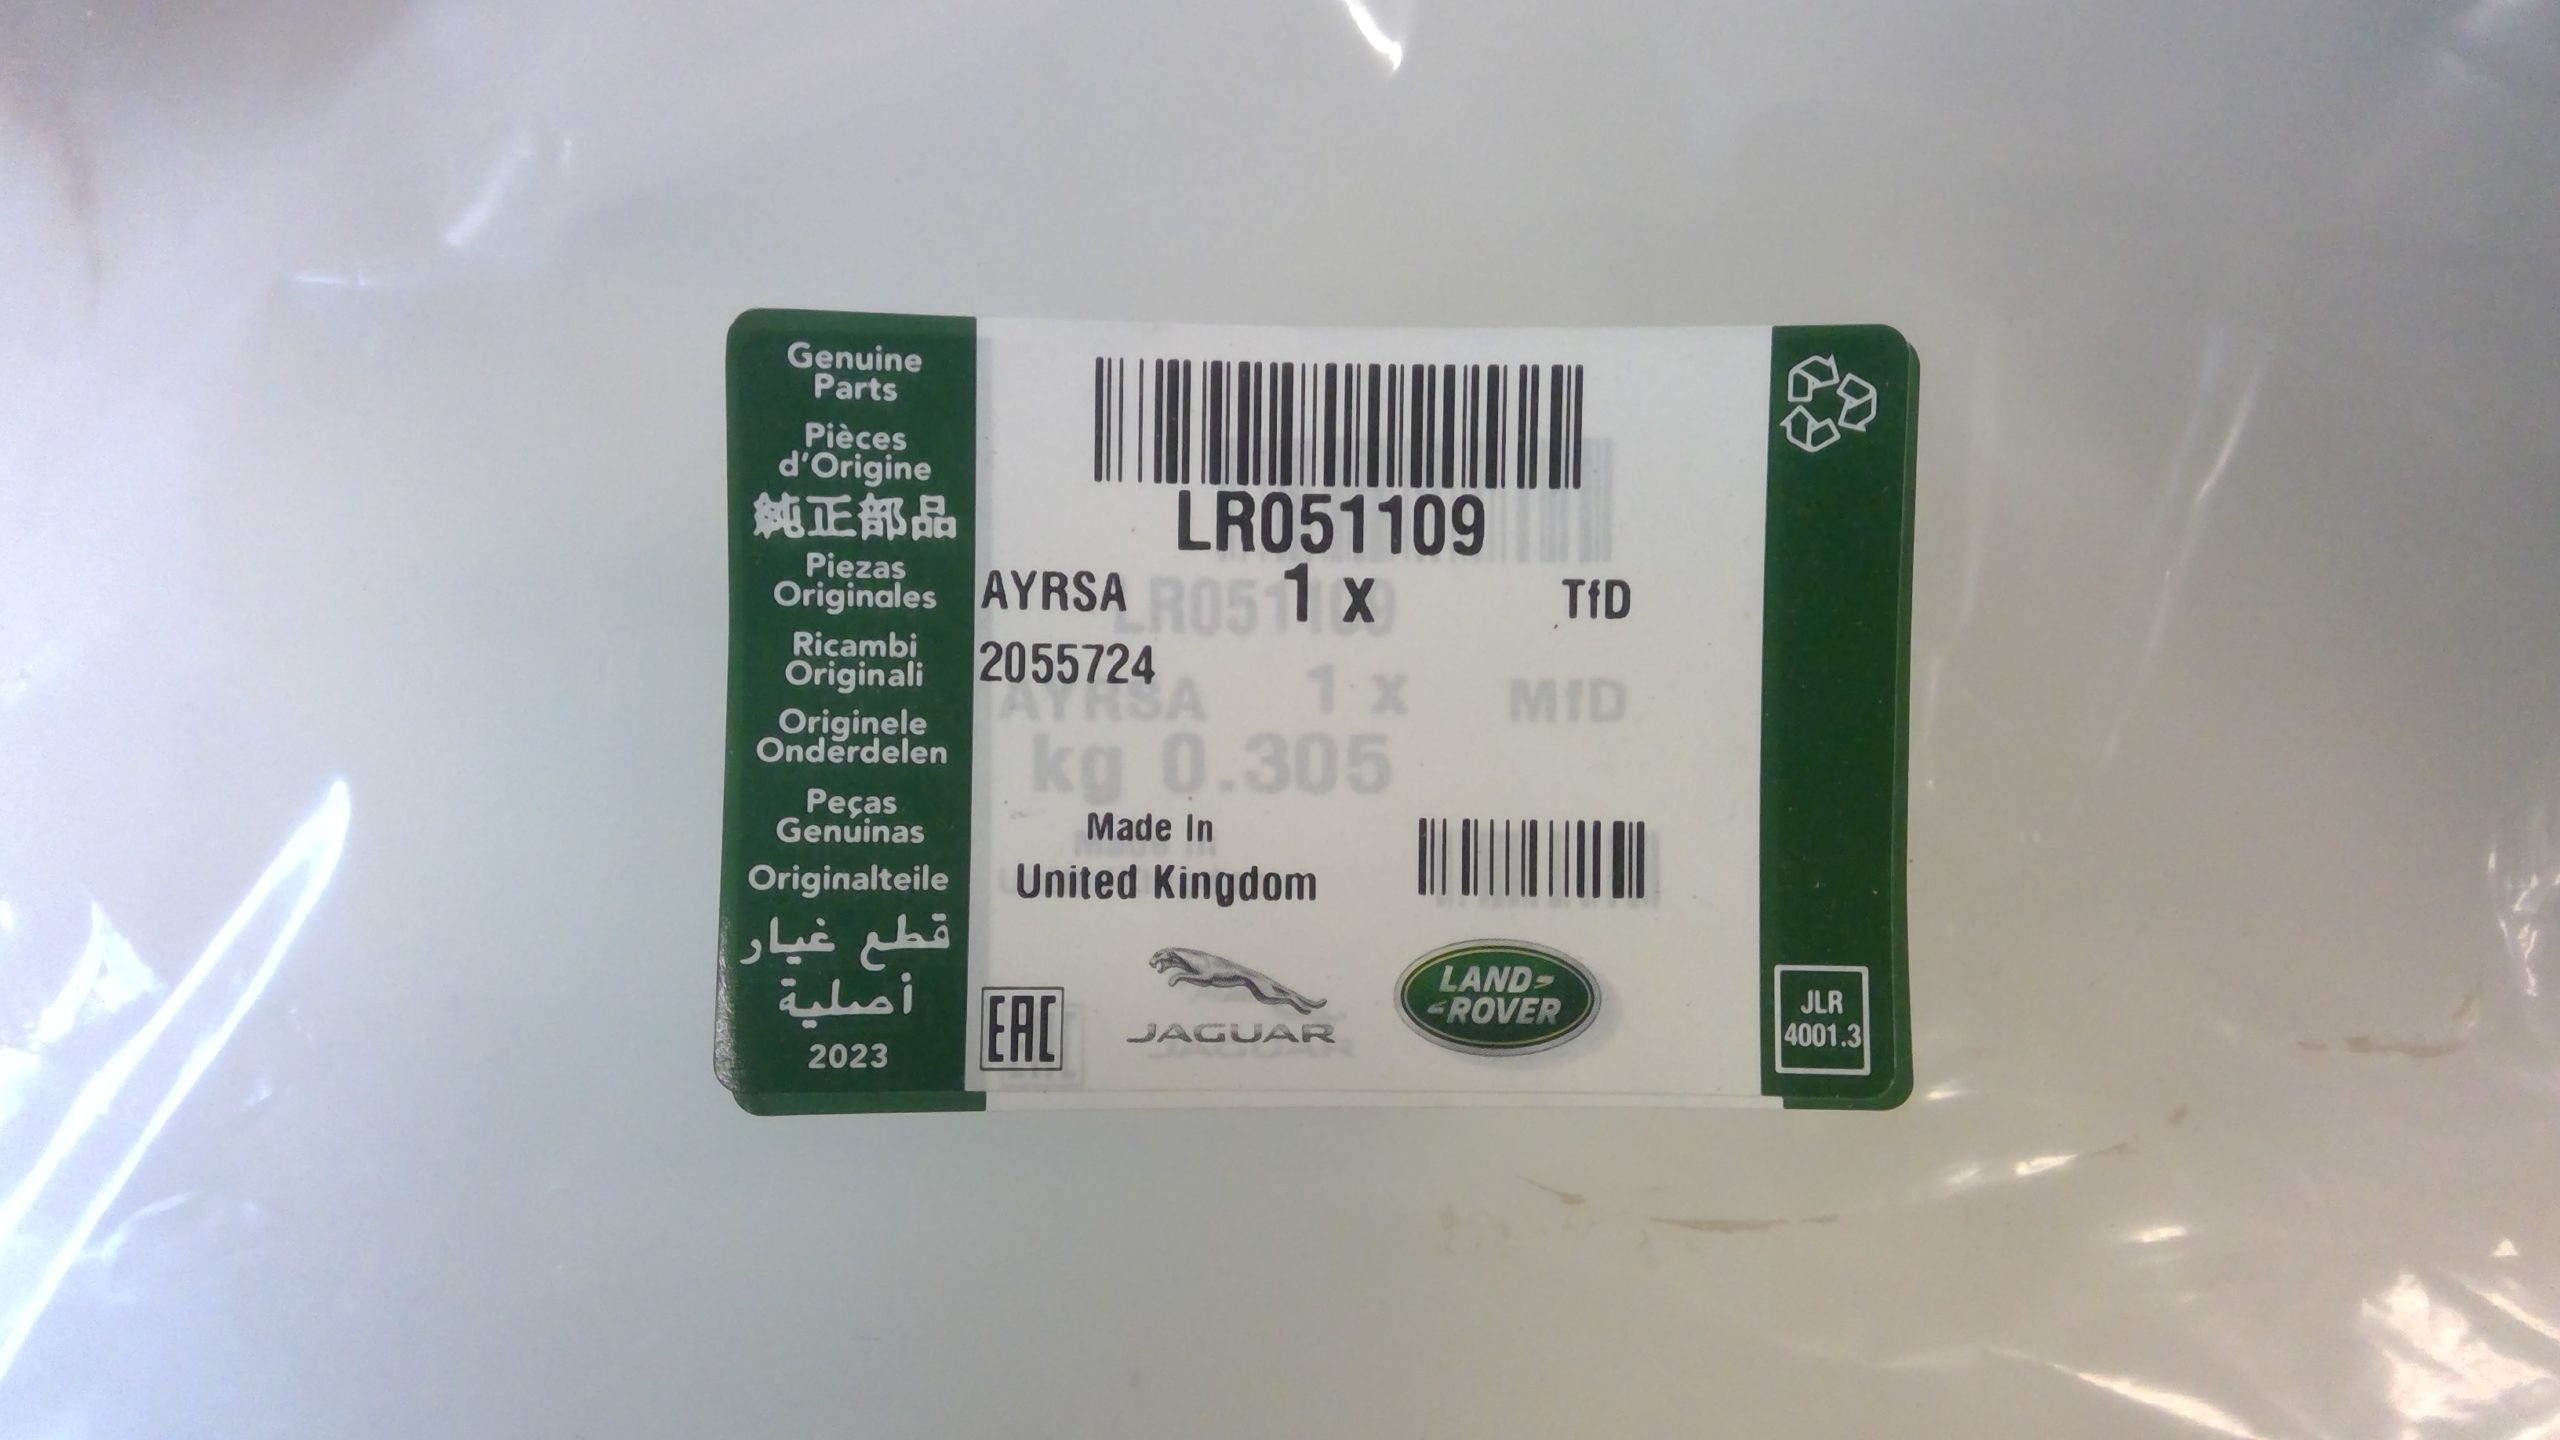 Genuine
Parts
Pièces
d'Origine
純正部品
Piezas
Originales
Ricambi
Originali
Originele
Onderdelen
Peças
Genuinas
Originalteile
قطع غيار
أصلية
2023
LR051109
AYRSA 1 x TfD
2055724
LR051109
AYRSA 1 x MfD
kg 0.305
Made In
United Kingdom
EAC
JAGUAR
LAND-
-ROVER
JLR
4001.3